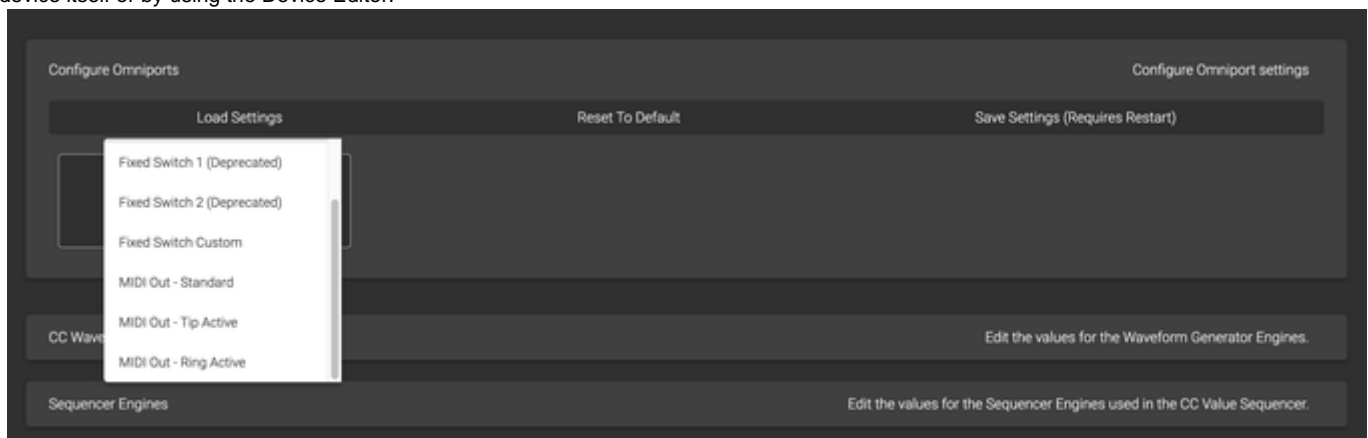 device itself or by using the Device Editor.
Configure Omniports Configure Omniport settings
Load Settings Reset To Default Save Settings (Requires Restart)
Fixed Switch 1 (Deprecated)
Fixed Switch 2 (Deprecated)
Fixed Switch Custom
MIDI Out - Standard
MIDI Out - Tip Active
MIDI Out - Ring Active
CC Wave Edit the values for the Waveform Generator Engines.
Sequencer Engines Edit the values for the Sequencer Engines used in the CC Value Sequencer.